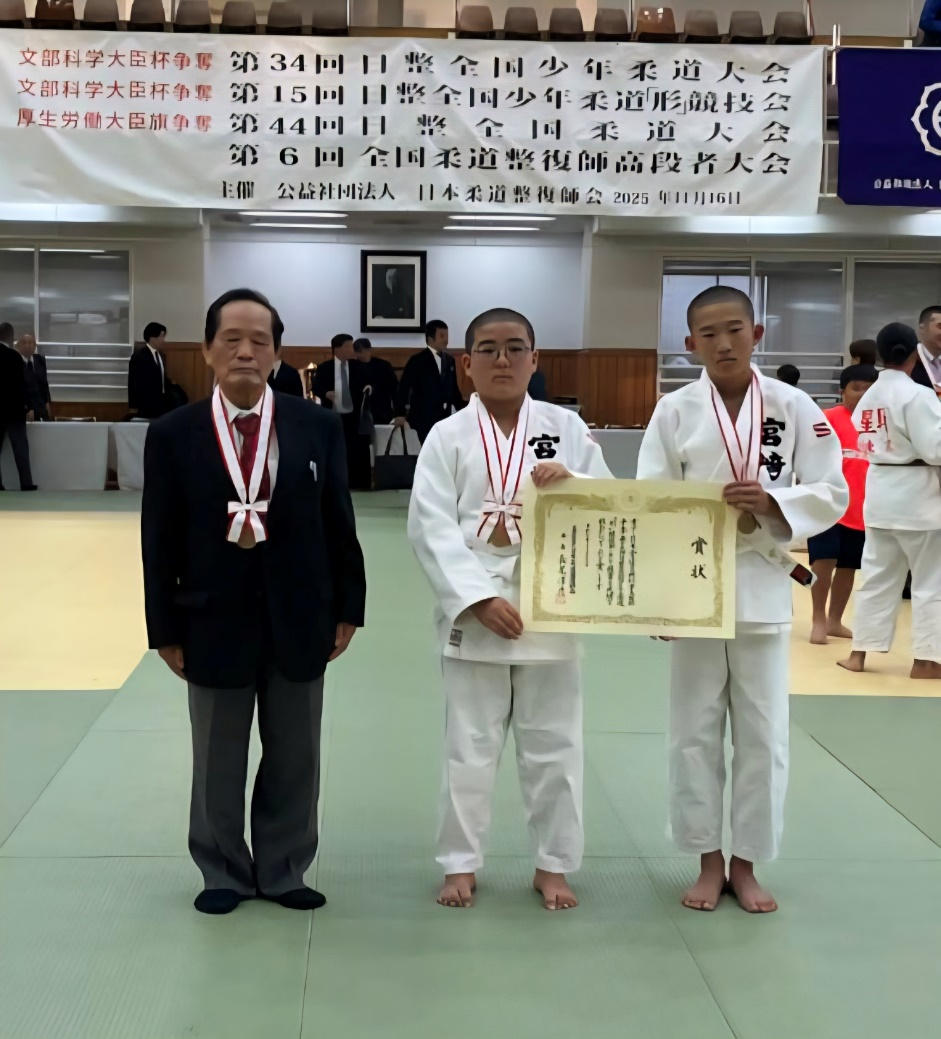 文部科学大臣杯争奪 第34回 日整全国少年柔道大会
文部科学大臣杯争奪 第15回 日整全国少年柔道「形」競技会
厚生労働大臣旗争奪 第44回 日整全国柔道大会
第6回 全国柔道整復師高段者大会
主催 公益社団法人 日本柔道整復師会 2025年11月16日
公益社団法人
宮
宮崎
賞状